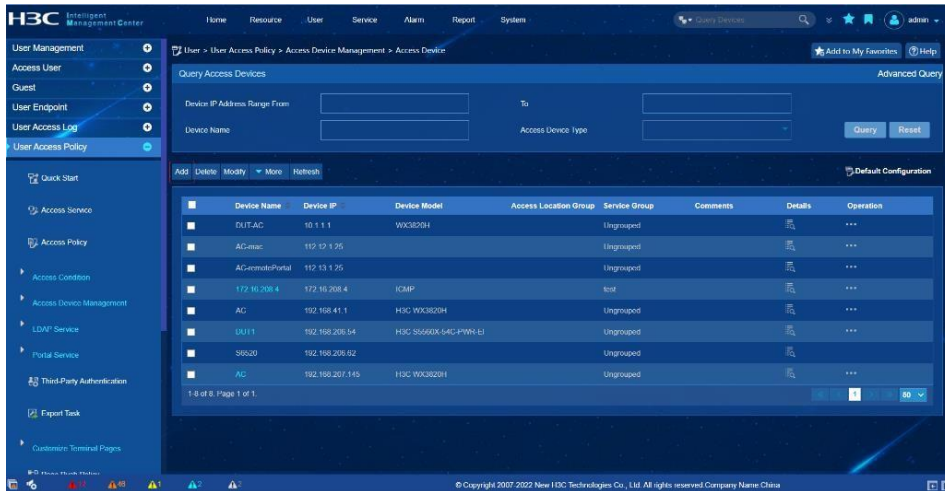 H3C Intelligent Management Center
Home Resource User Service Alarm Report System Query Devices admin
User Management
Access User
Guest
User Endpoint
User Access Log
User Access Policy
Quick Start
Access Service
Access Policy
Access Condition
Access Device Management
LDAP Service
Portal Service
Third-Party Authentication
Export Task
Customize Terminal Pages
User > User Access Policy > Access Device Management > Access Device
Add to My Favorites Help
Query Access Devices Advanced Query
Device IP Address Range From To
Device Name Access Device Type
Query Reset
Add Delete Modify More Refresh Default Configuration
Device Name Device IP Device Model Access Location Group Service Group Comments Details Operation
DUT-AC 10.1.1.1 WX3820H Ungrouped ...
AC-mac 112.12.1.25 Ungrouped ...
AC-remotePortal 112.13.1.25 Ungrouped ...
172.16.208.4 172.16.208.4 ICMP test ...
AC 192.168.41.1 H3C WX3820H Ungrouped ...
DUT1 192.168.206.54 H3C S5560X-54C-PWR-EI Ungrouped ...
S6520 192.168.206.62 Ungrouped
AC 192.168.207.145 H3C WX3820H Ungrouped ...
1-8 of 8. Page 1 of 1. 1
© Copyright 2007-2022 New H3C Technologies Co., Ltd. All rights reserved.Company Name:China